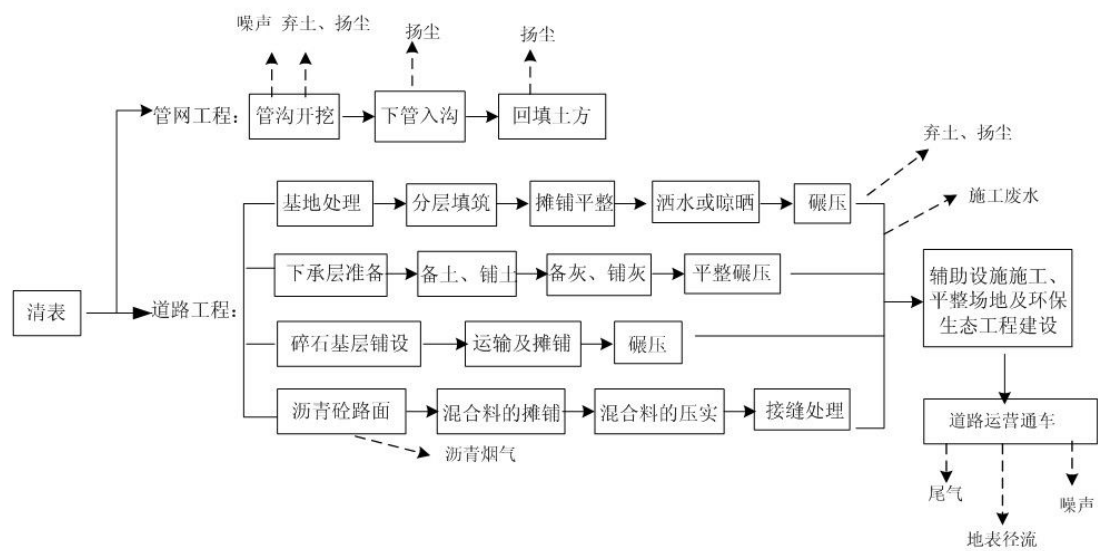 噪声 弃土、扬尘
扬尘
扬尘
管网工程：
管沟开挖
下管入沟
回填土方
弃土、扬尘
施工废水
基地处理
分层填筑
摊铺平整
洒水或晾晒
碾压
下承层准备
备土、铺土
备灰、铺灰
平整碾压
清表
道路工程：
辅助设施施工、
平整场地及环保
生态工程建设
碎石基层铺设
运输及摊铺
碾压
沥青砼路面
混合料的摊铺
混合料的压实
接缝处理
沥青烟气
道路运营通车
尾气
噪声
地表径流